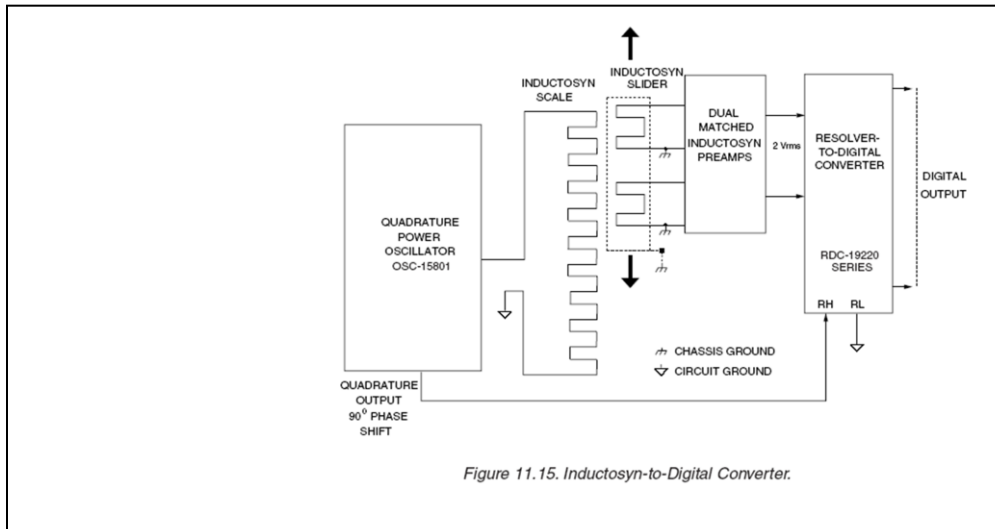 INDUCTOSYN
SCALE
INDUCTOSYN
SLIDER
QUADRATURE
POWER
OSCILLATOR
OSC-15801
DUAL
MATCHED
INDUCTOSYN
PREAMPS
2 Vrms
RESOLVER-
TO-DIGITAL
CONVERTER
RDC-19220
SERIES
RH RL
DIGITAL
OUTPUT
CHASSIS GROUND
CIRCUIT GROUND
QUADRATURE
OUTPUT
90° PHASE
SHIFT
Figure 11.15. Inductosyn-to-Digital Converter.